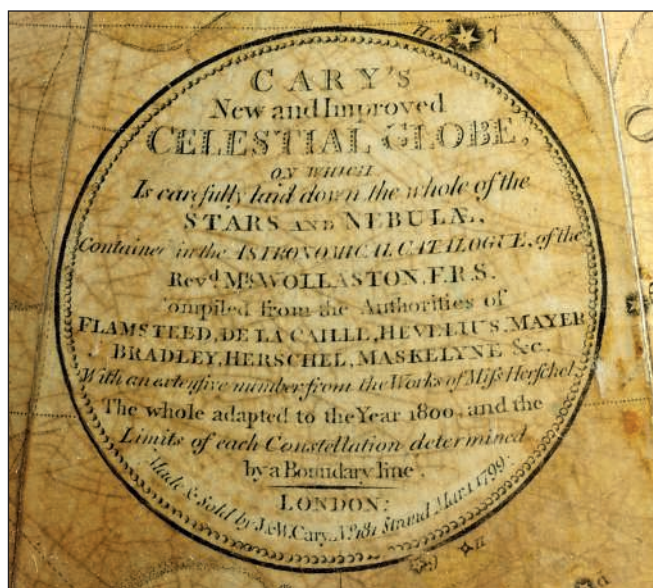 H 18 γ
CARY'S
New and Improved
CELESTIAL GLOBE,
ON WHICH
Is carefully laid down the whole of the
STARS AND NEBULÆ,
Contained in the ASTRONOMICAL CATALOGUE, of the
Revd. Mr. WOLLASTON, F.R.S.
Compiled from the Authorities of
FLAMSTEED, DE LA CAILLE, HEVELIUS, MAYER
BRADLEY, HERSCHEL, MASKELYNE &c.
With an extensive number from the Works of Miſs Herſchel,
The whole adapted to the Year 1800, and the
Limits of each Constellation determined
by a Boundary line.
LONDON:
Made & Sold by J. & W. Cary, No. 181 Strand Mar. 1 1799.